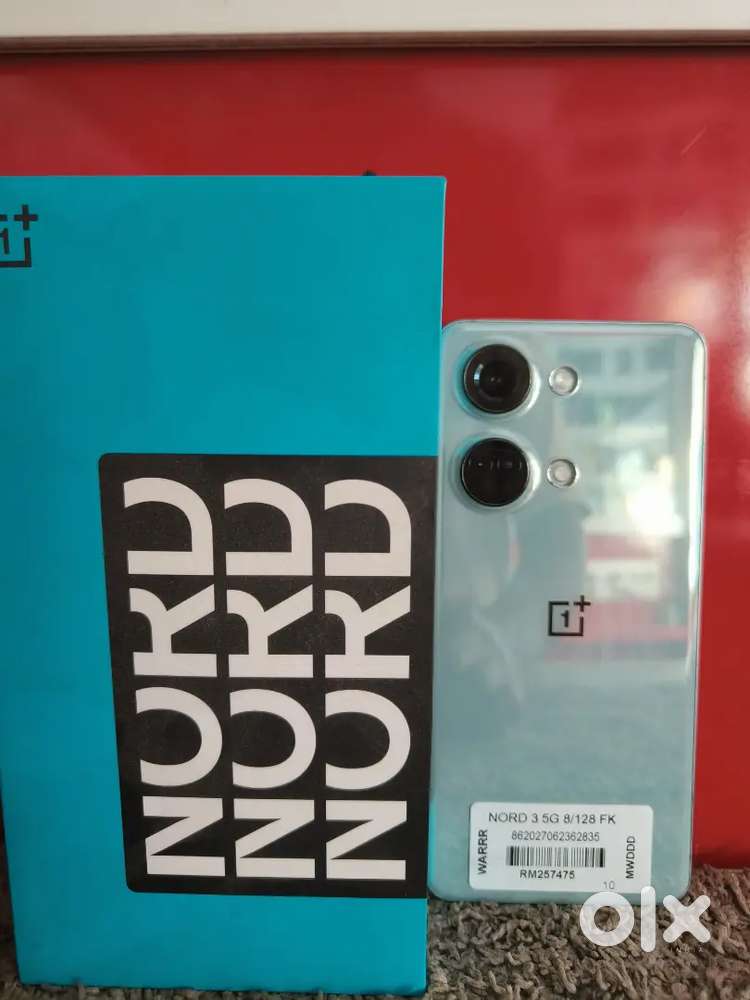 1+
NORD
NORD
NORD
1+
NORD 3 5G 8/128 FK
862027062362835
WARRR
MWDDD
RM257475
10
olx